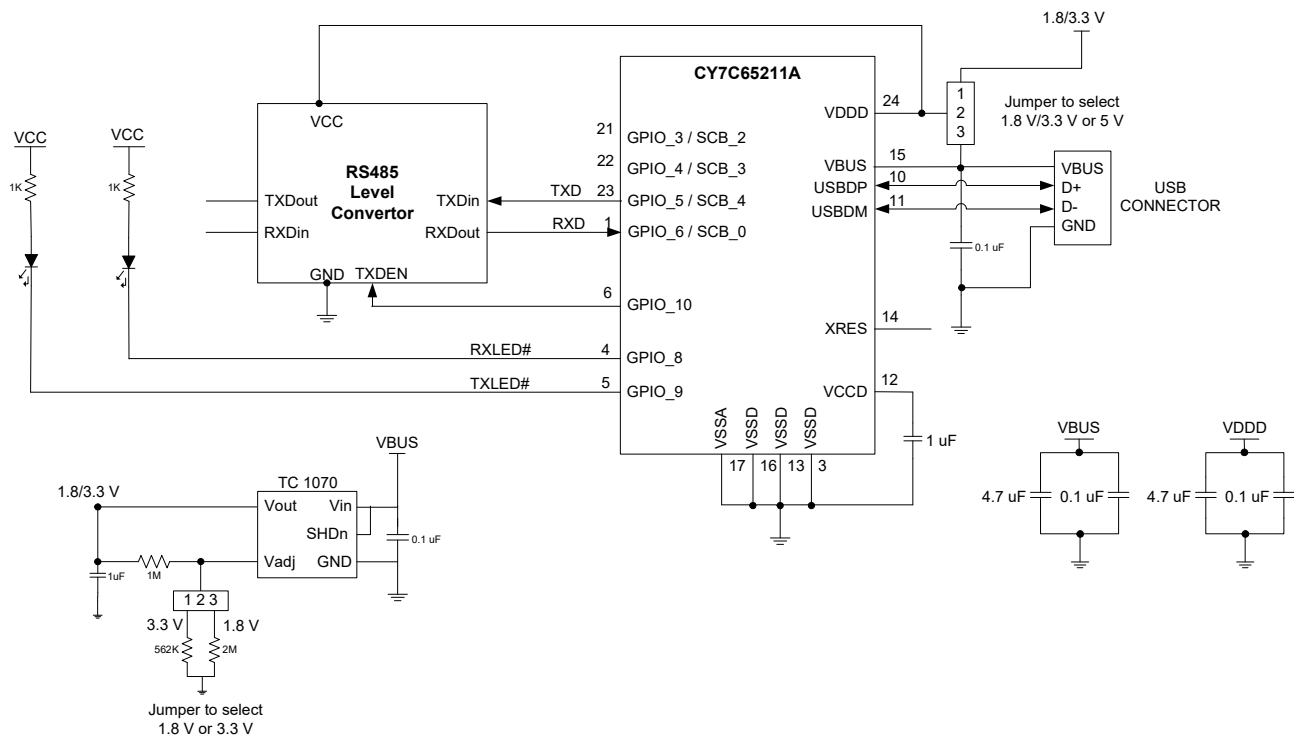 1.8/3.3 V
CY7C65211A
VCC
VCC
1K
1K
VCC
RS485
Level
Convertor
TXDout
RXDin
TXDin
RXDout
GND
TXDEN
TXD
RXD
21
GPIO_3 / SCB_2
22
GPIO_4 / SCB_3
23
GPIO_5 / SCB_4
1
GPIO_6 / SCB_0
6
GPIO_10
RXLED#
4
GPIO_8
TXLED#
5
GPIO_9
VDDD
24
1
2
3
Jumper to select
1.8 V/3.3 V or 5 V
VBUS
15
USBDP
10
USBDM
11
VBUS
D+
D-
GND
USB
CONNECTOR
0.1 uF
XRES
14
VCCD
12
1 uF
VSSA
VSSD
VSSD
VSSD
17
16
13
3
VBUS
4.7 uF
0.1 uF
VDDD
4.7 uF
0.1 uF
VBUS
TC 1070
1.8/3.3 V
Vout
Vin
SHDn
Vadj
GND
0.1 uF
1uF
1M
1 2 3
3.3 V
1.8 V
562K
2M
Jumper to select
1.8 V or 3.3 V